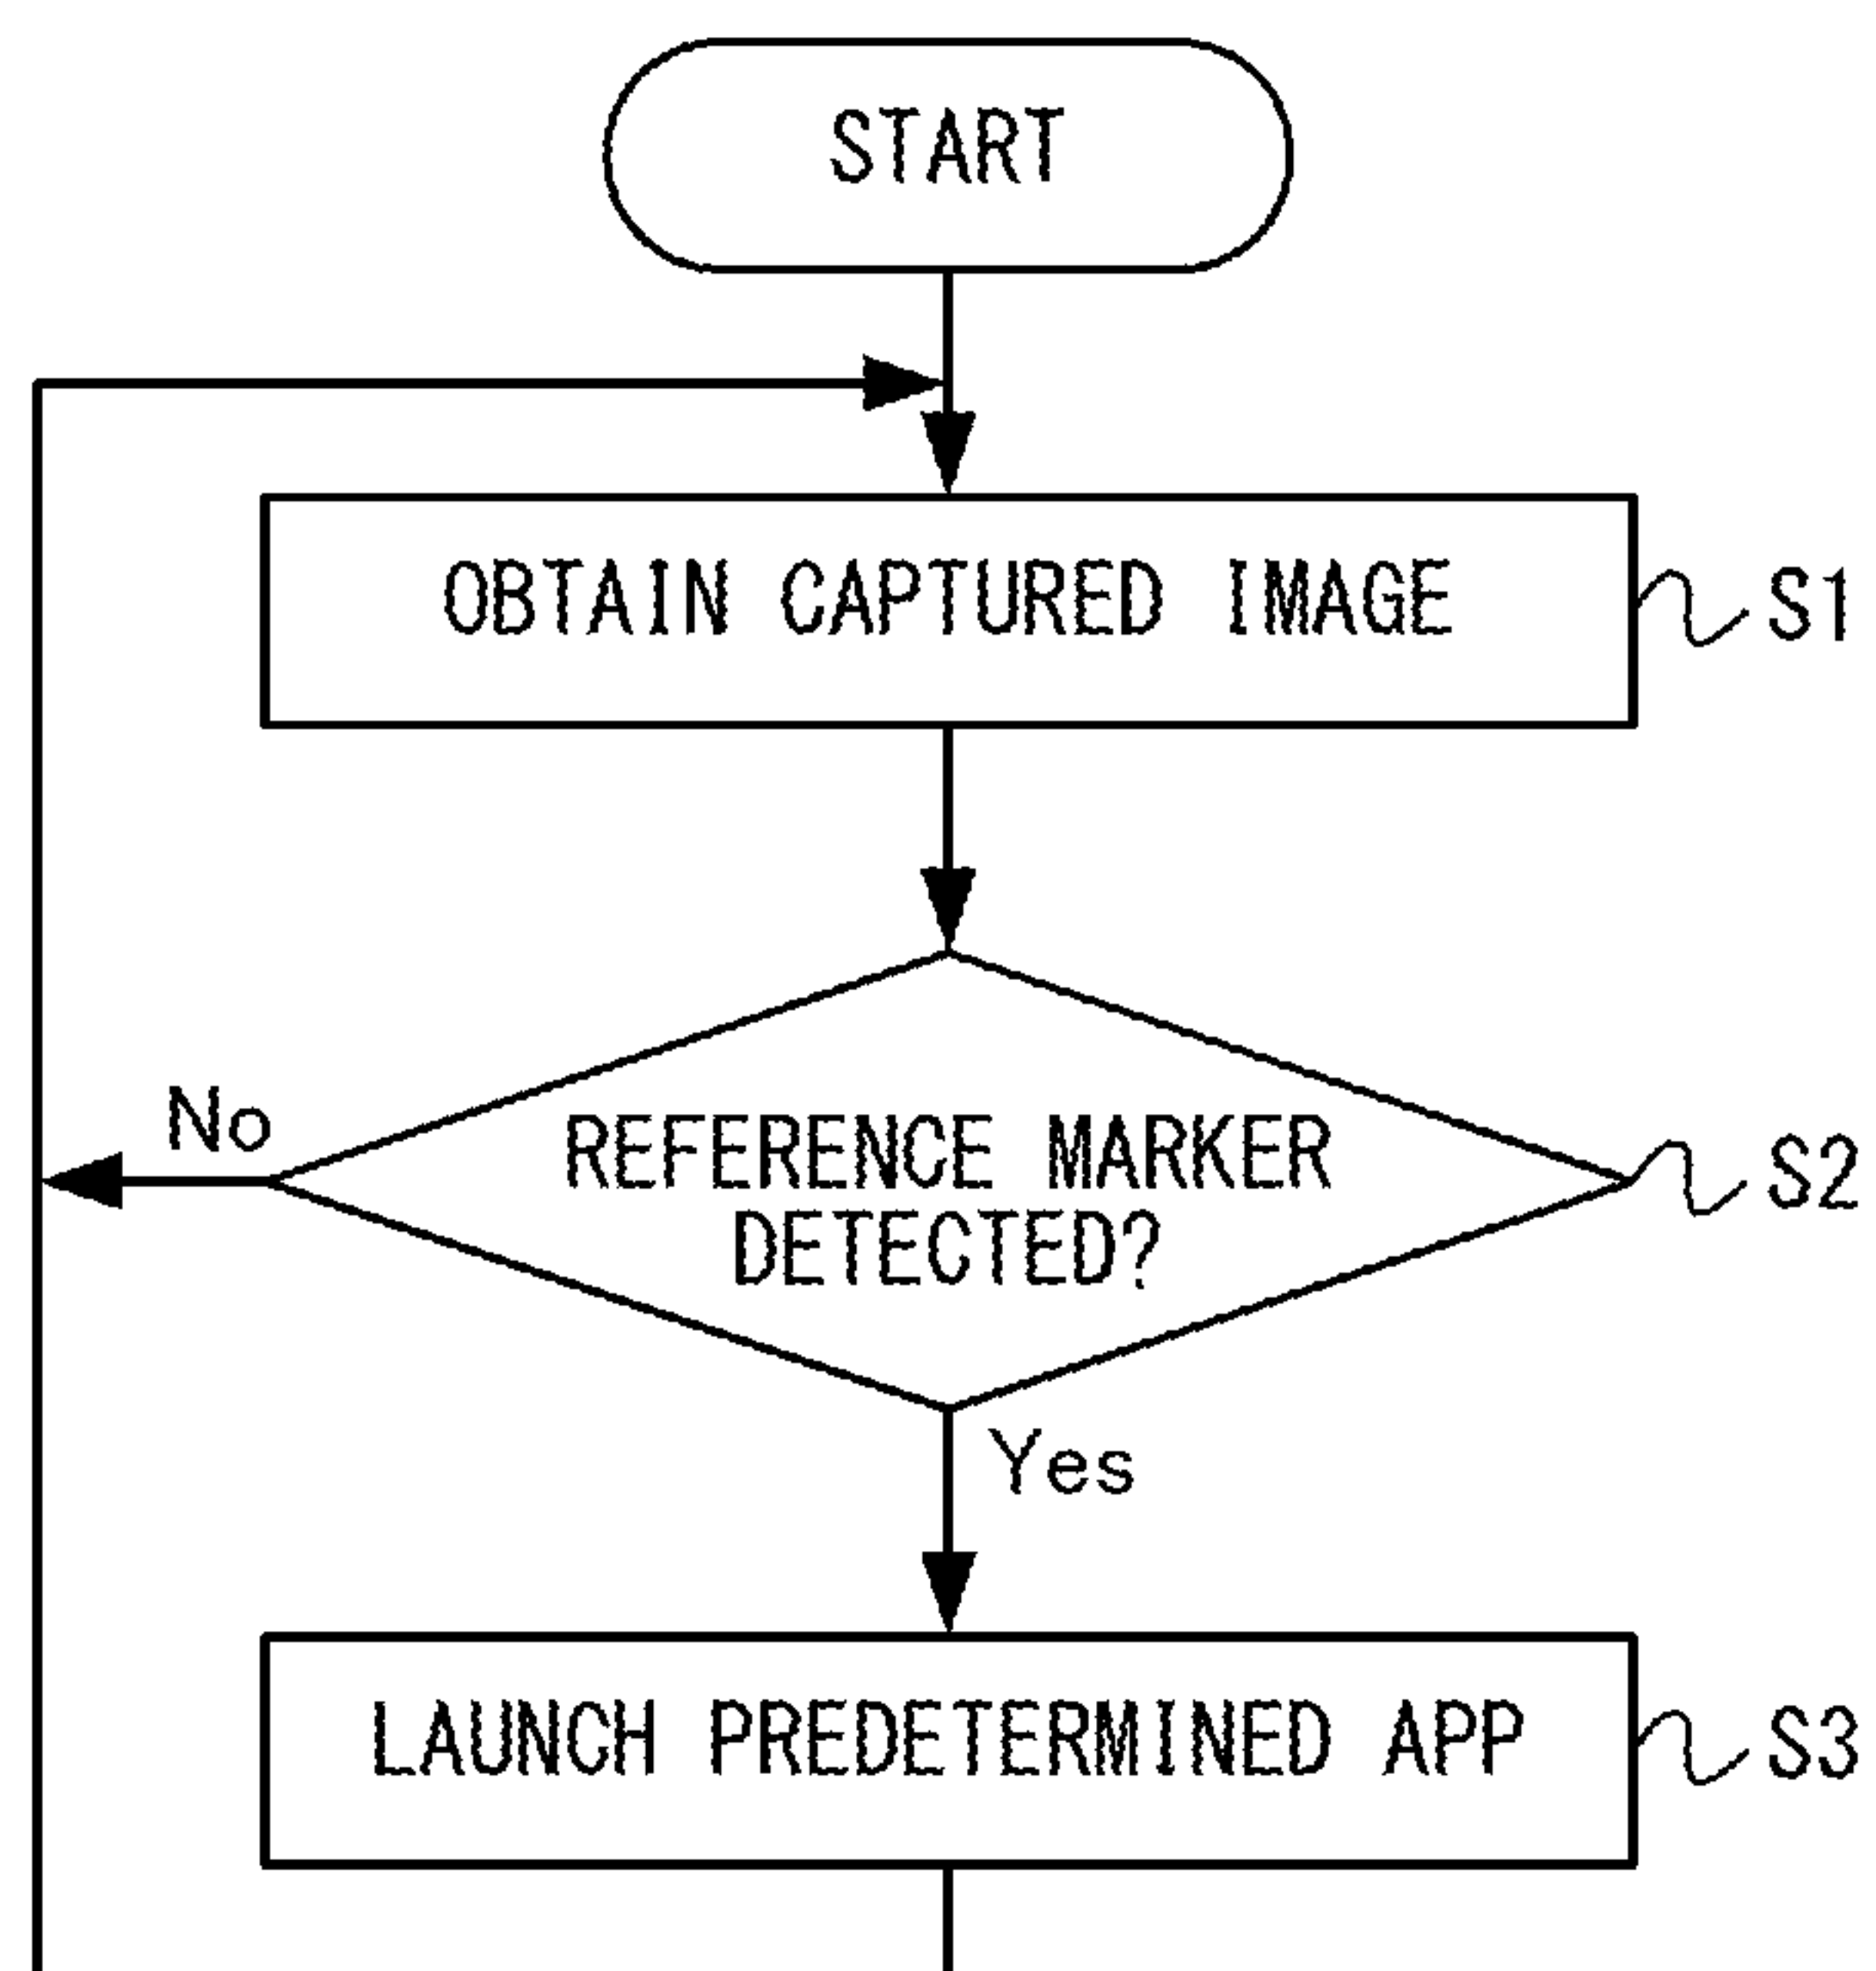 START
OBTAIN CAPTURED IMAGE
S1
No
REFERENCE MARKER
DETECTED?
S2
Yes
LAUNCH PREDETERMINED APP
S3